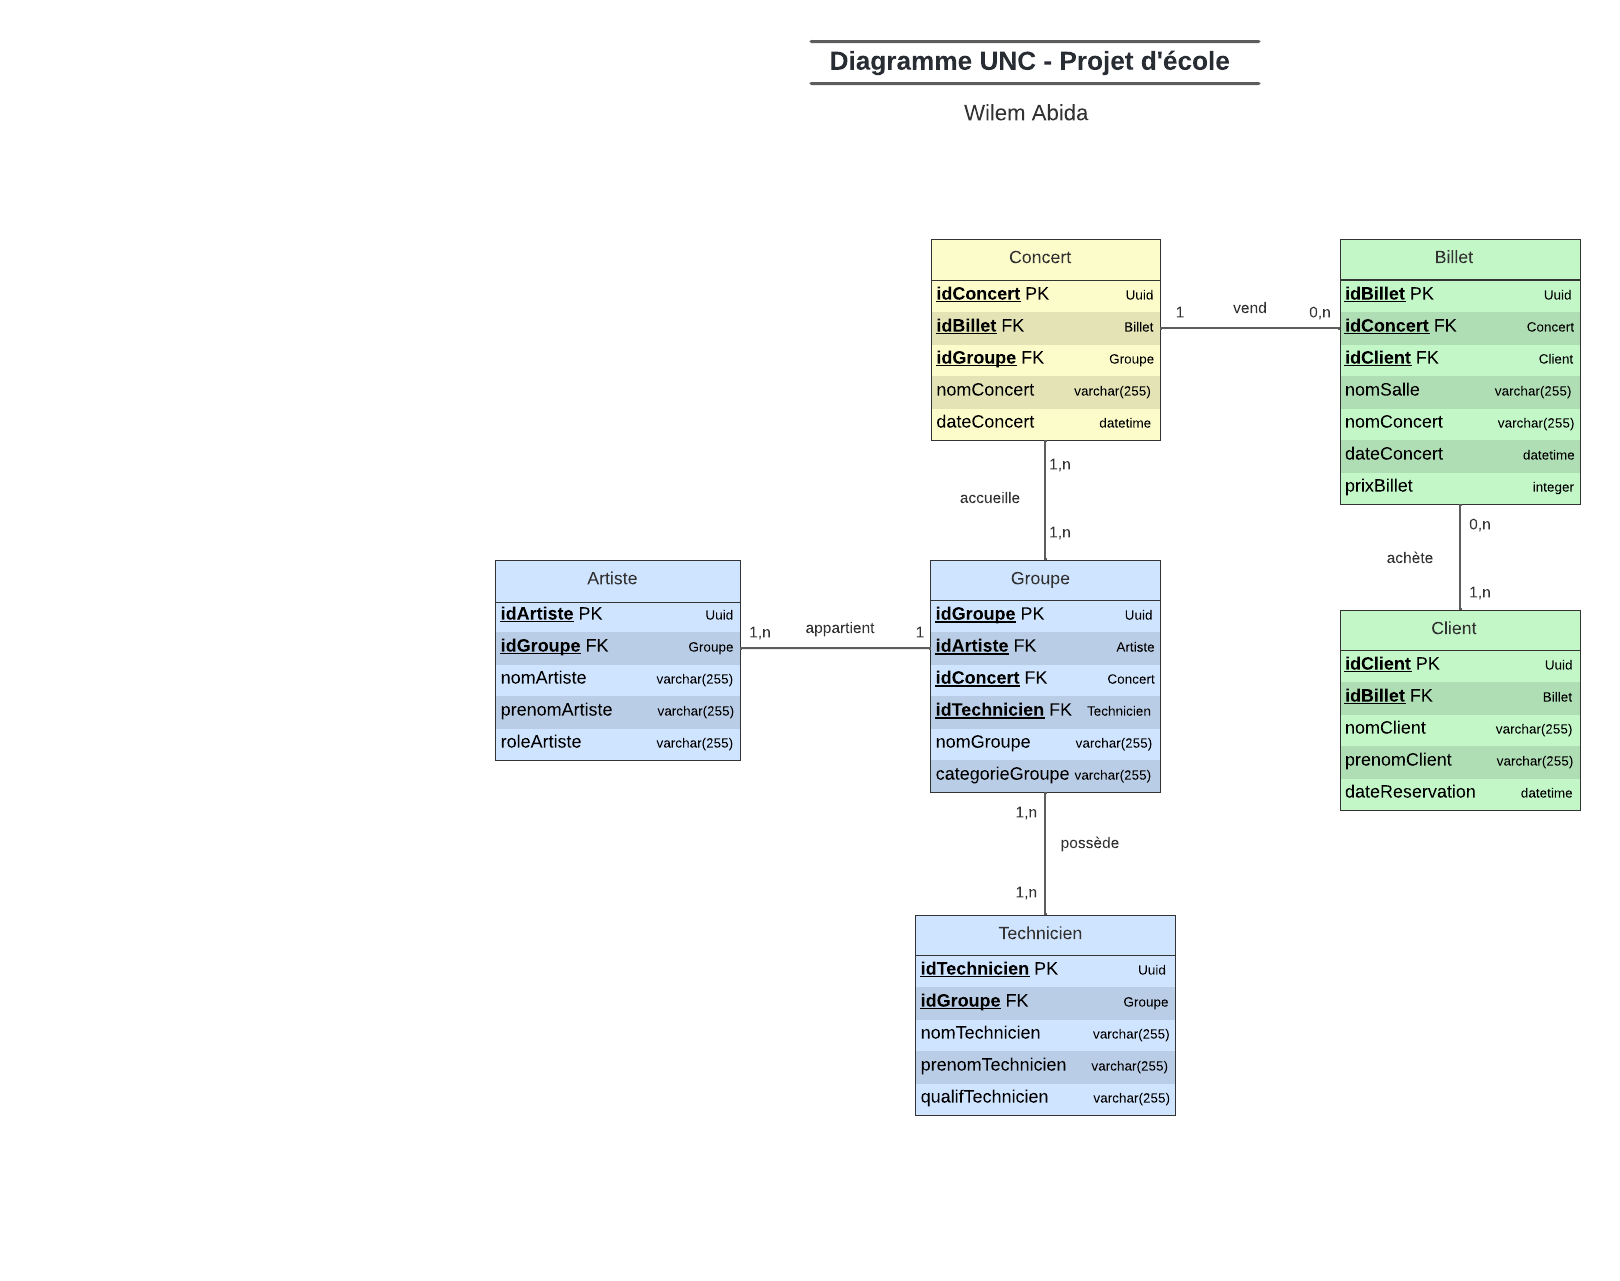 Diagramme UNC - Projet d'école
Wilem Abida
Concert
idConcert PK Uuid
idBillet FK Billet
idGroupe FK Groupe
nomConcert varchar(255)
dateConcert datetime
1 vend 0,n
Billet
idBillet PK Uuid
idConcert FK Concert
idClient FK Client
nomSalle varchar(255)
nomConcert varchar(255)
dateConcert datetime
prixBillet integer
1,n
accueille
1,n
0,n
achète
1,n
Artiste
idArtiste PK Uuid
idGroupe FK Groupe
nomArtiste varchar(255)
prenomArtiste varchar(255)
roleArtiste varchar(255)
1,n appartient 1
Groupe
idGroupe PK Uuid
idArtiste FK Artiste
idConcert FK Concert
idTechnicien FK Technicien
nomGroupe varchar(255)
categorieGroupe varchar(255)
Client
idClient PK Uuid
idBillet FK Billet
nomClient varchar(255)
prenomClient varchar(255)
dateReservation datetime
1,n
possède
1,n
Technicien
idTechnicien PK Uuid
idGroupe FK Groupe
nomTechnicien varchar(255)
prenomTechnicien varchar(255)
qualifTechnicien varchar(255)